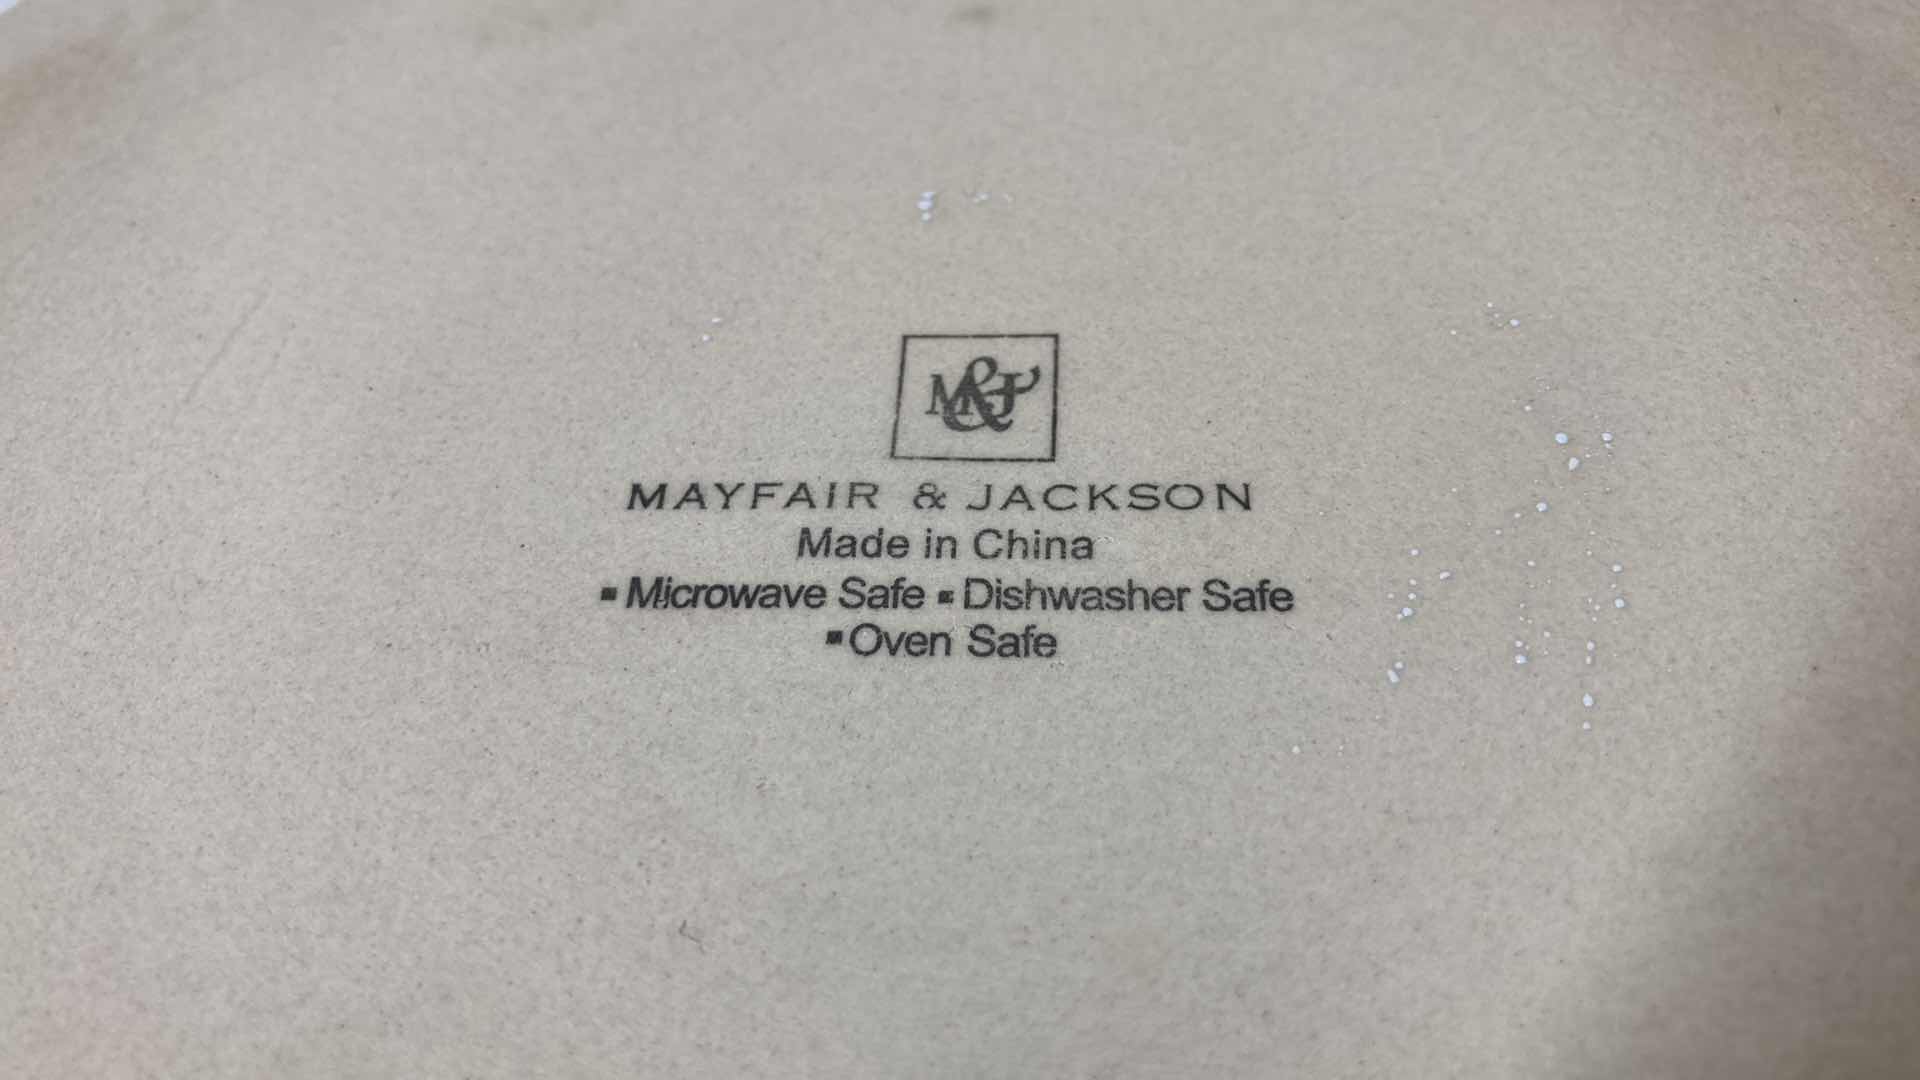 M&J
MAYFAIR & JACKSON
Made in China
▪Microwave Safe ▪Dishwasher Safe
▪Oven Safe